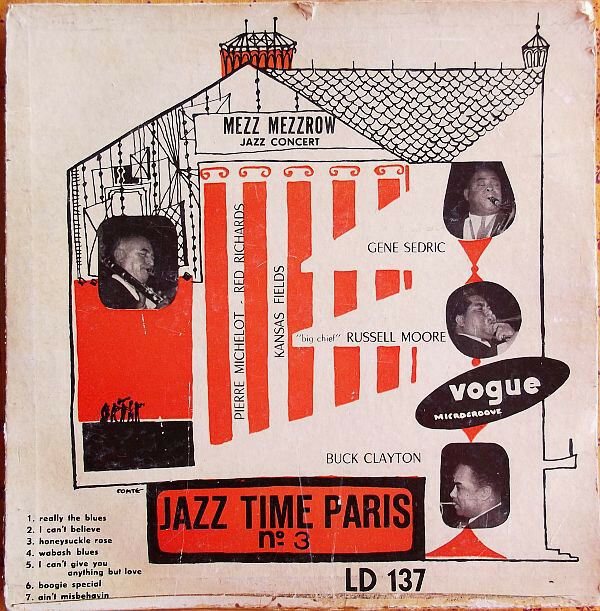 MEZZ MEZZROW
JAZZ CONCERT
PIERRE MICHELOT - RED RICHARDS
KANSAS FIELDS
GENE SEDRIC
"big chief" RUSSELL MOORE
vogue
MICROGROOVE
BUCK CLAYTON
COMTÉ
JAZZ TIME PARIS
nº 3
LD 137
1. really the blues
2. I can't believe
3. honeysuckle rose
4. wabash blues
5. I can't give you
anything but love
6. boogie special
7. ain't misbehavin